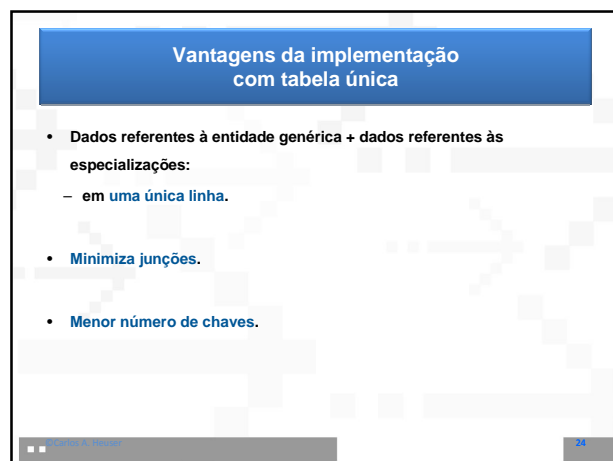 Vantagens da implementação
com tabela única
• Dados referentes à entidade genérica + dados referentes às
especializações:
– em uma única linha.
• Minimiza junções.
• Menor número de chaves.
©Carlos A. Heuser
24